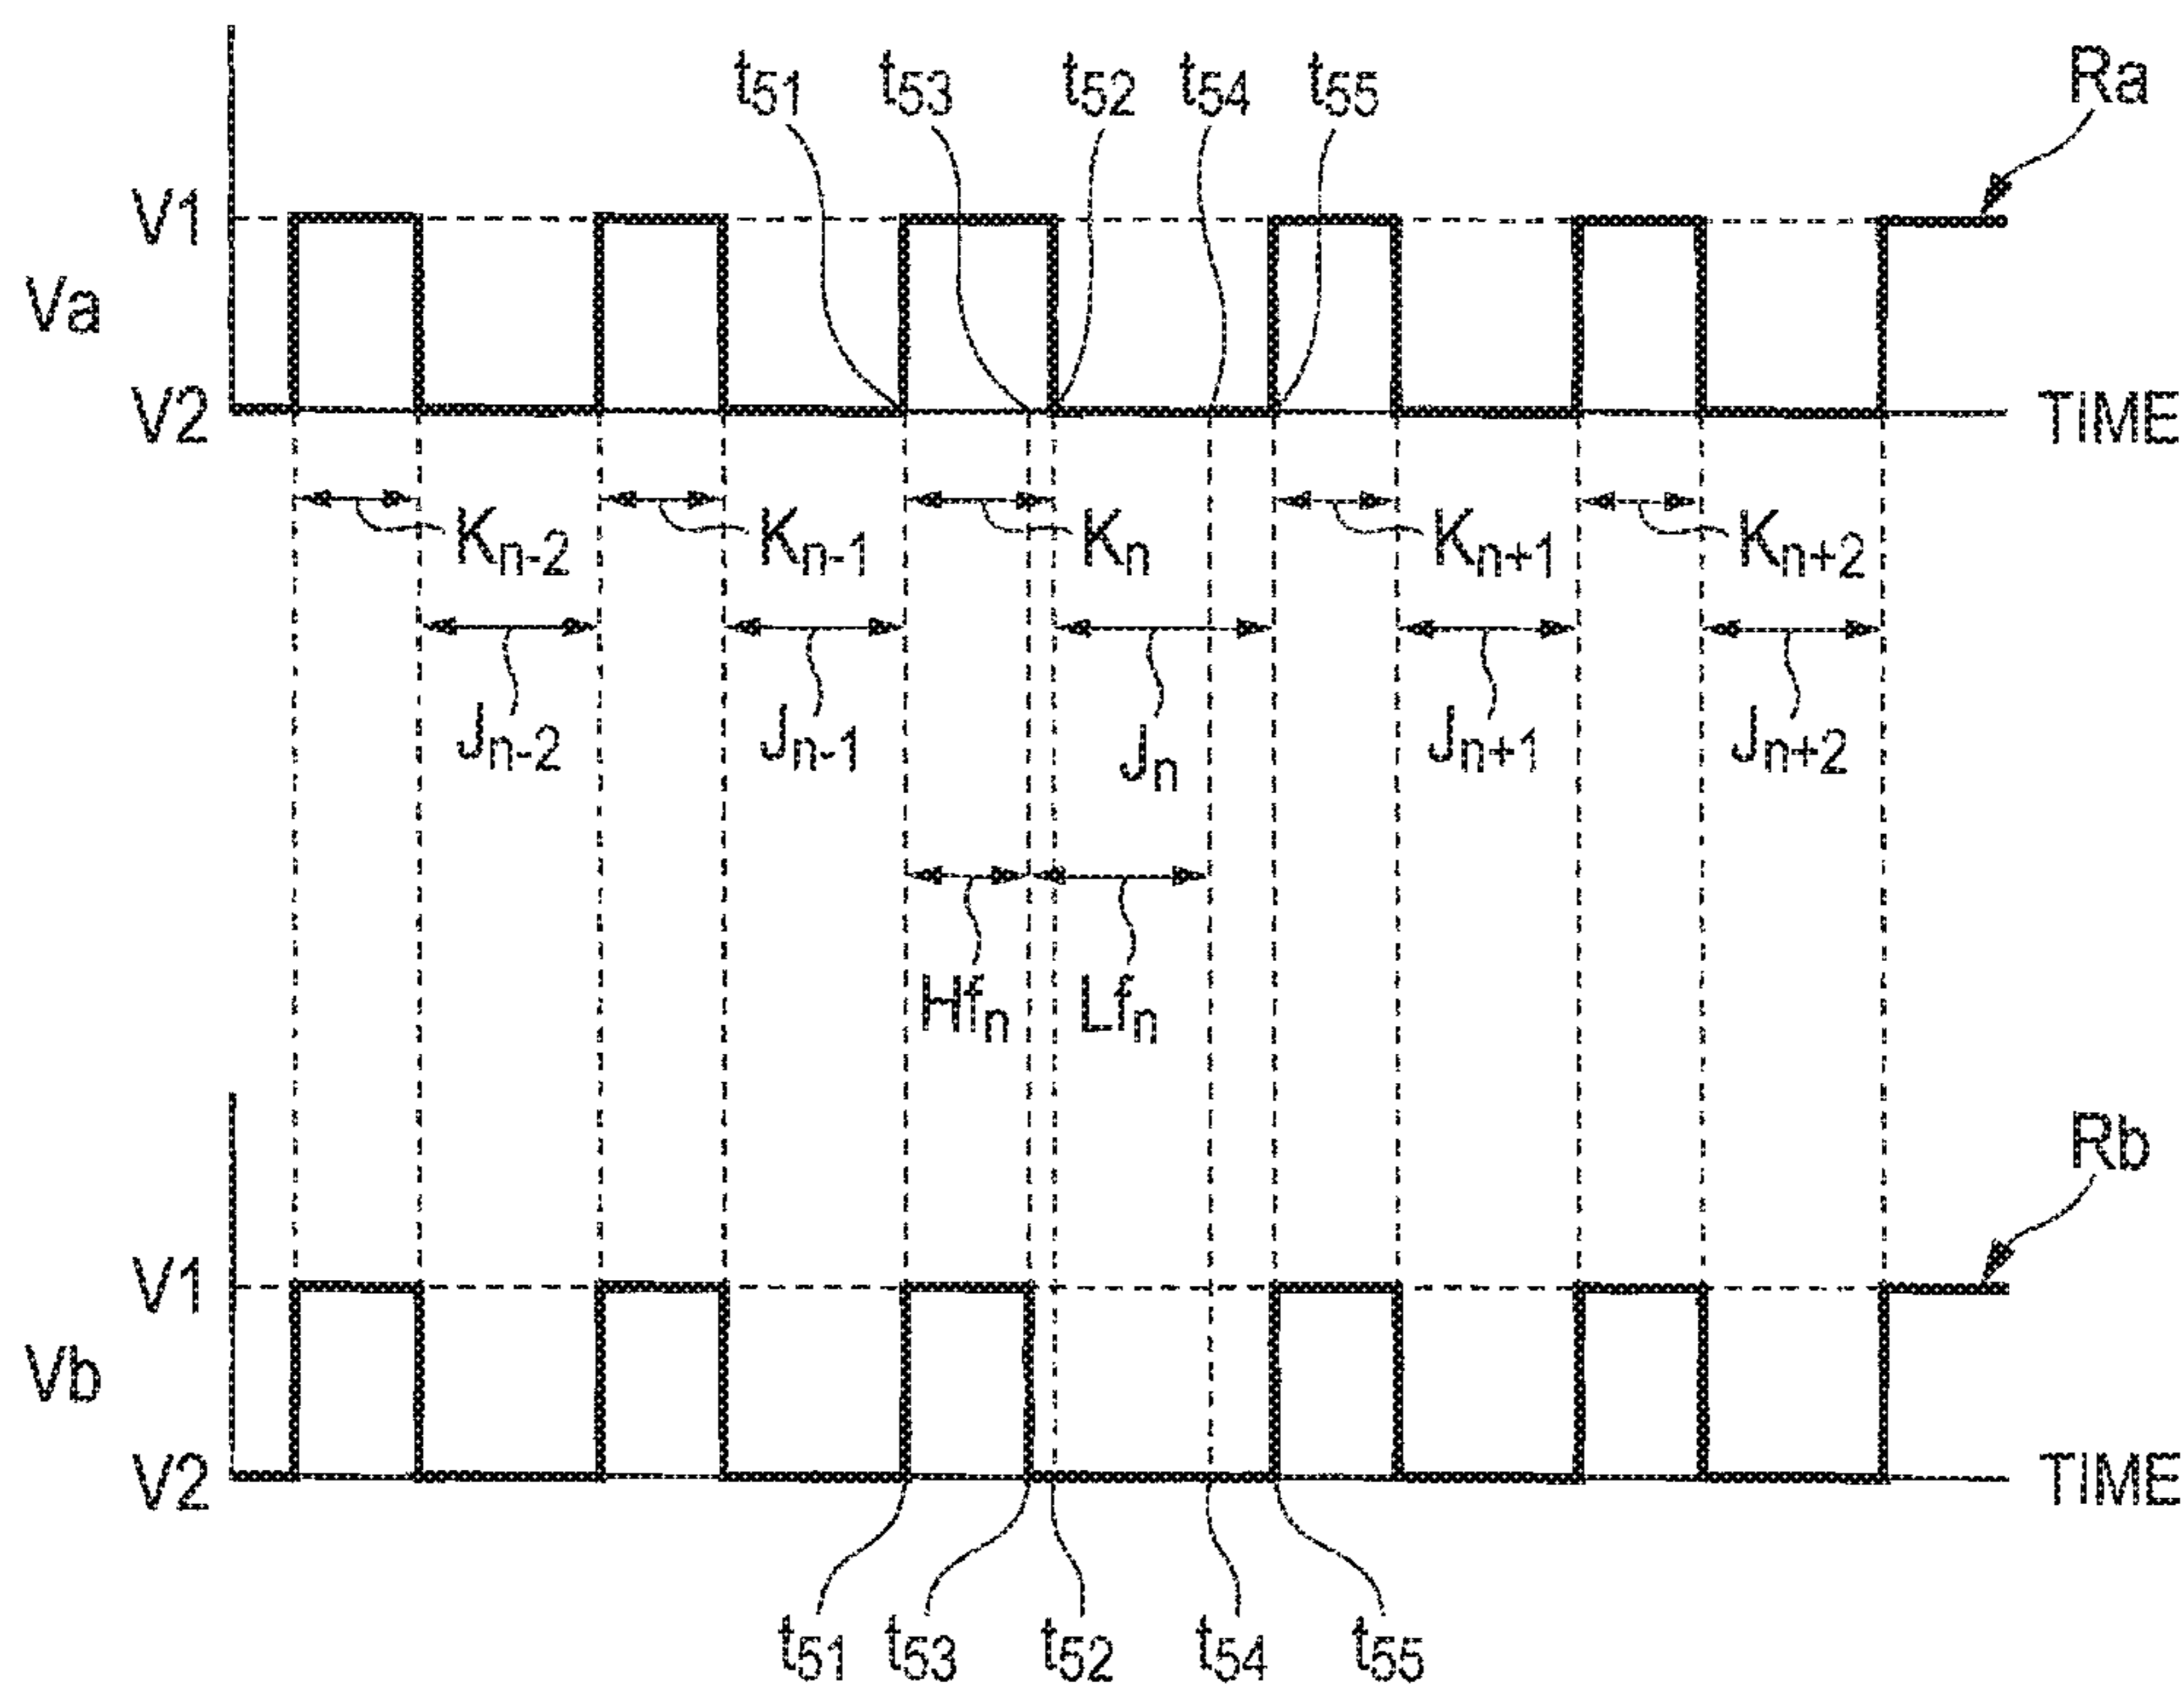 t51 t53 t52 t54 t55 Ra
V1
Va
V2 TIME
Kn-2 Kn-1 Kn Kn+1 Kn+2
Jn-2 Jn-1 Jn Jn+1 Jn+2
Hfn Lfn
Rb
V1
Vb
V2 TIME
t51 t53 t52 t54 t55